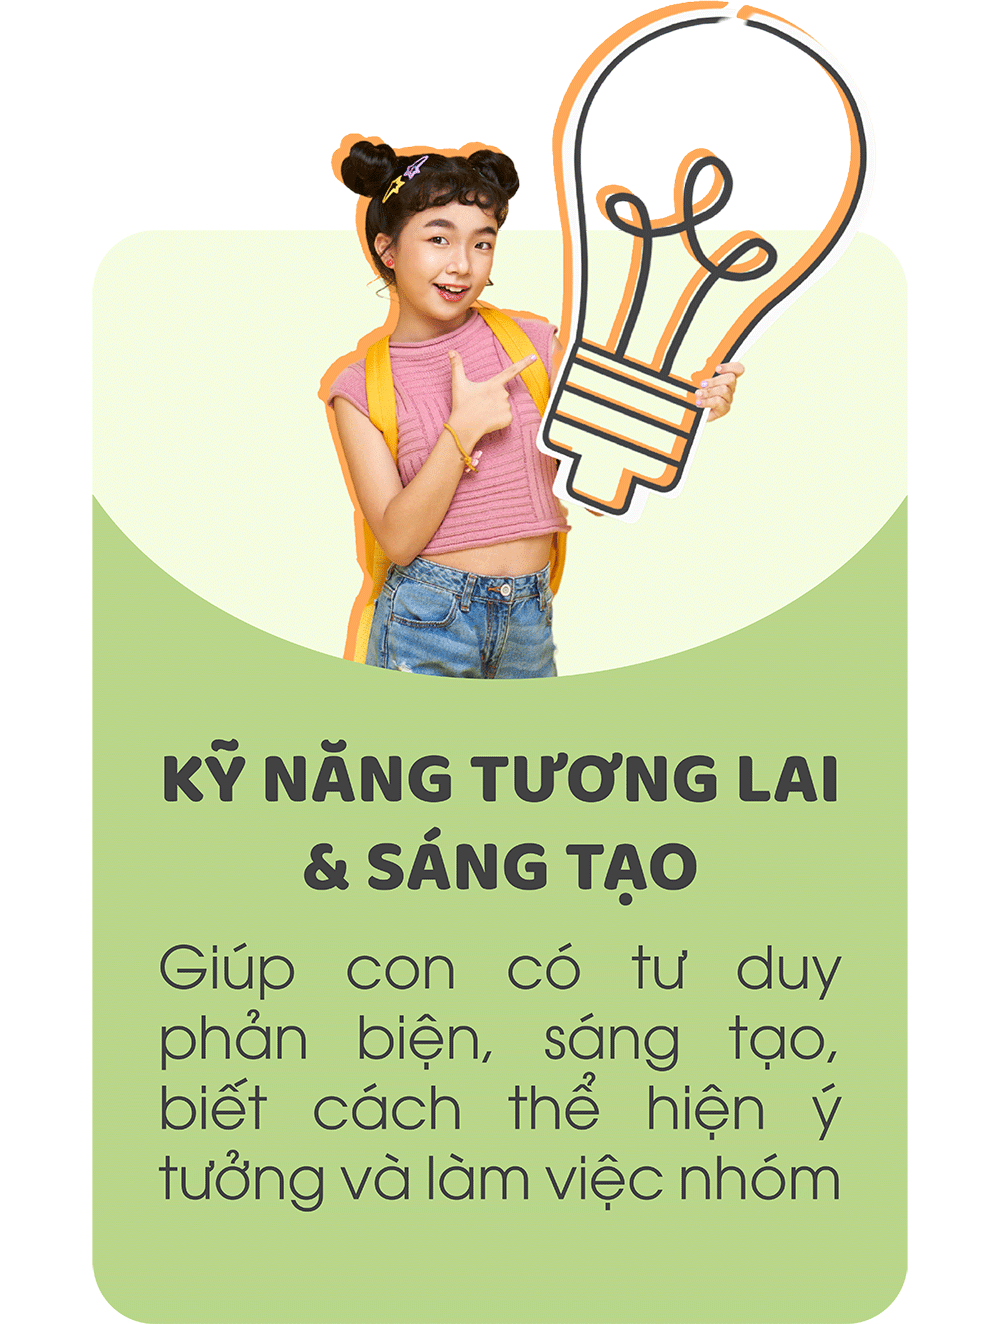 KỸ NĂNG TƯƠNG LAI
& SÁNG TẠO
Giúp con có tư duy
phản biện, sáng tạo,
biết cách thể hiện ý
tưởng và làm việc nhóm